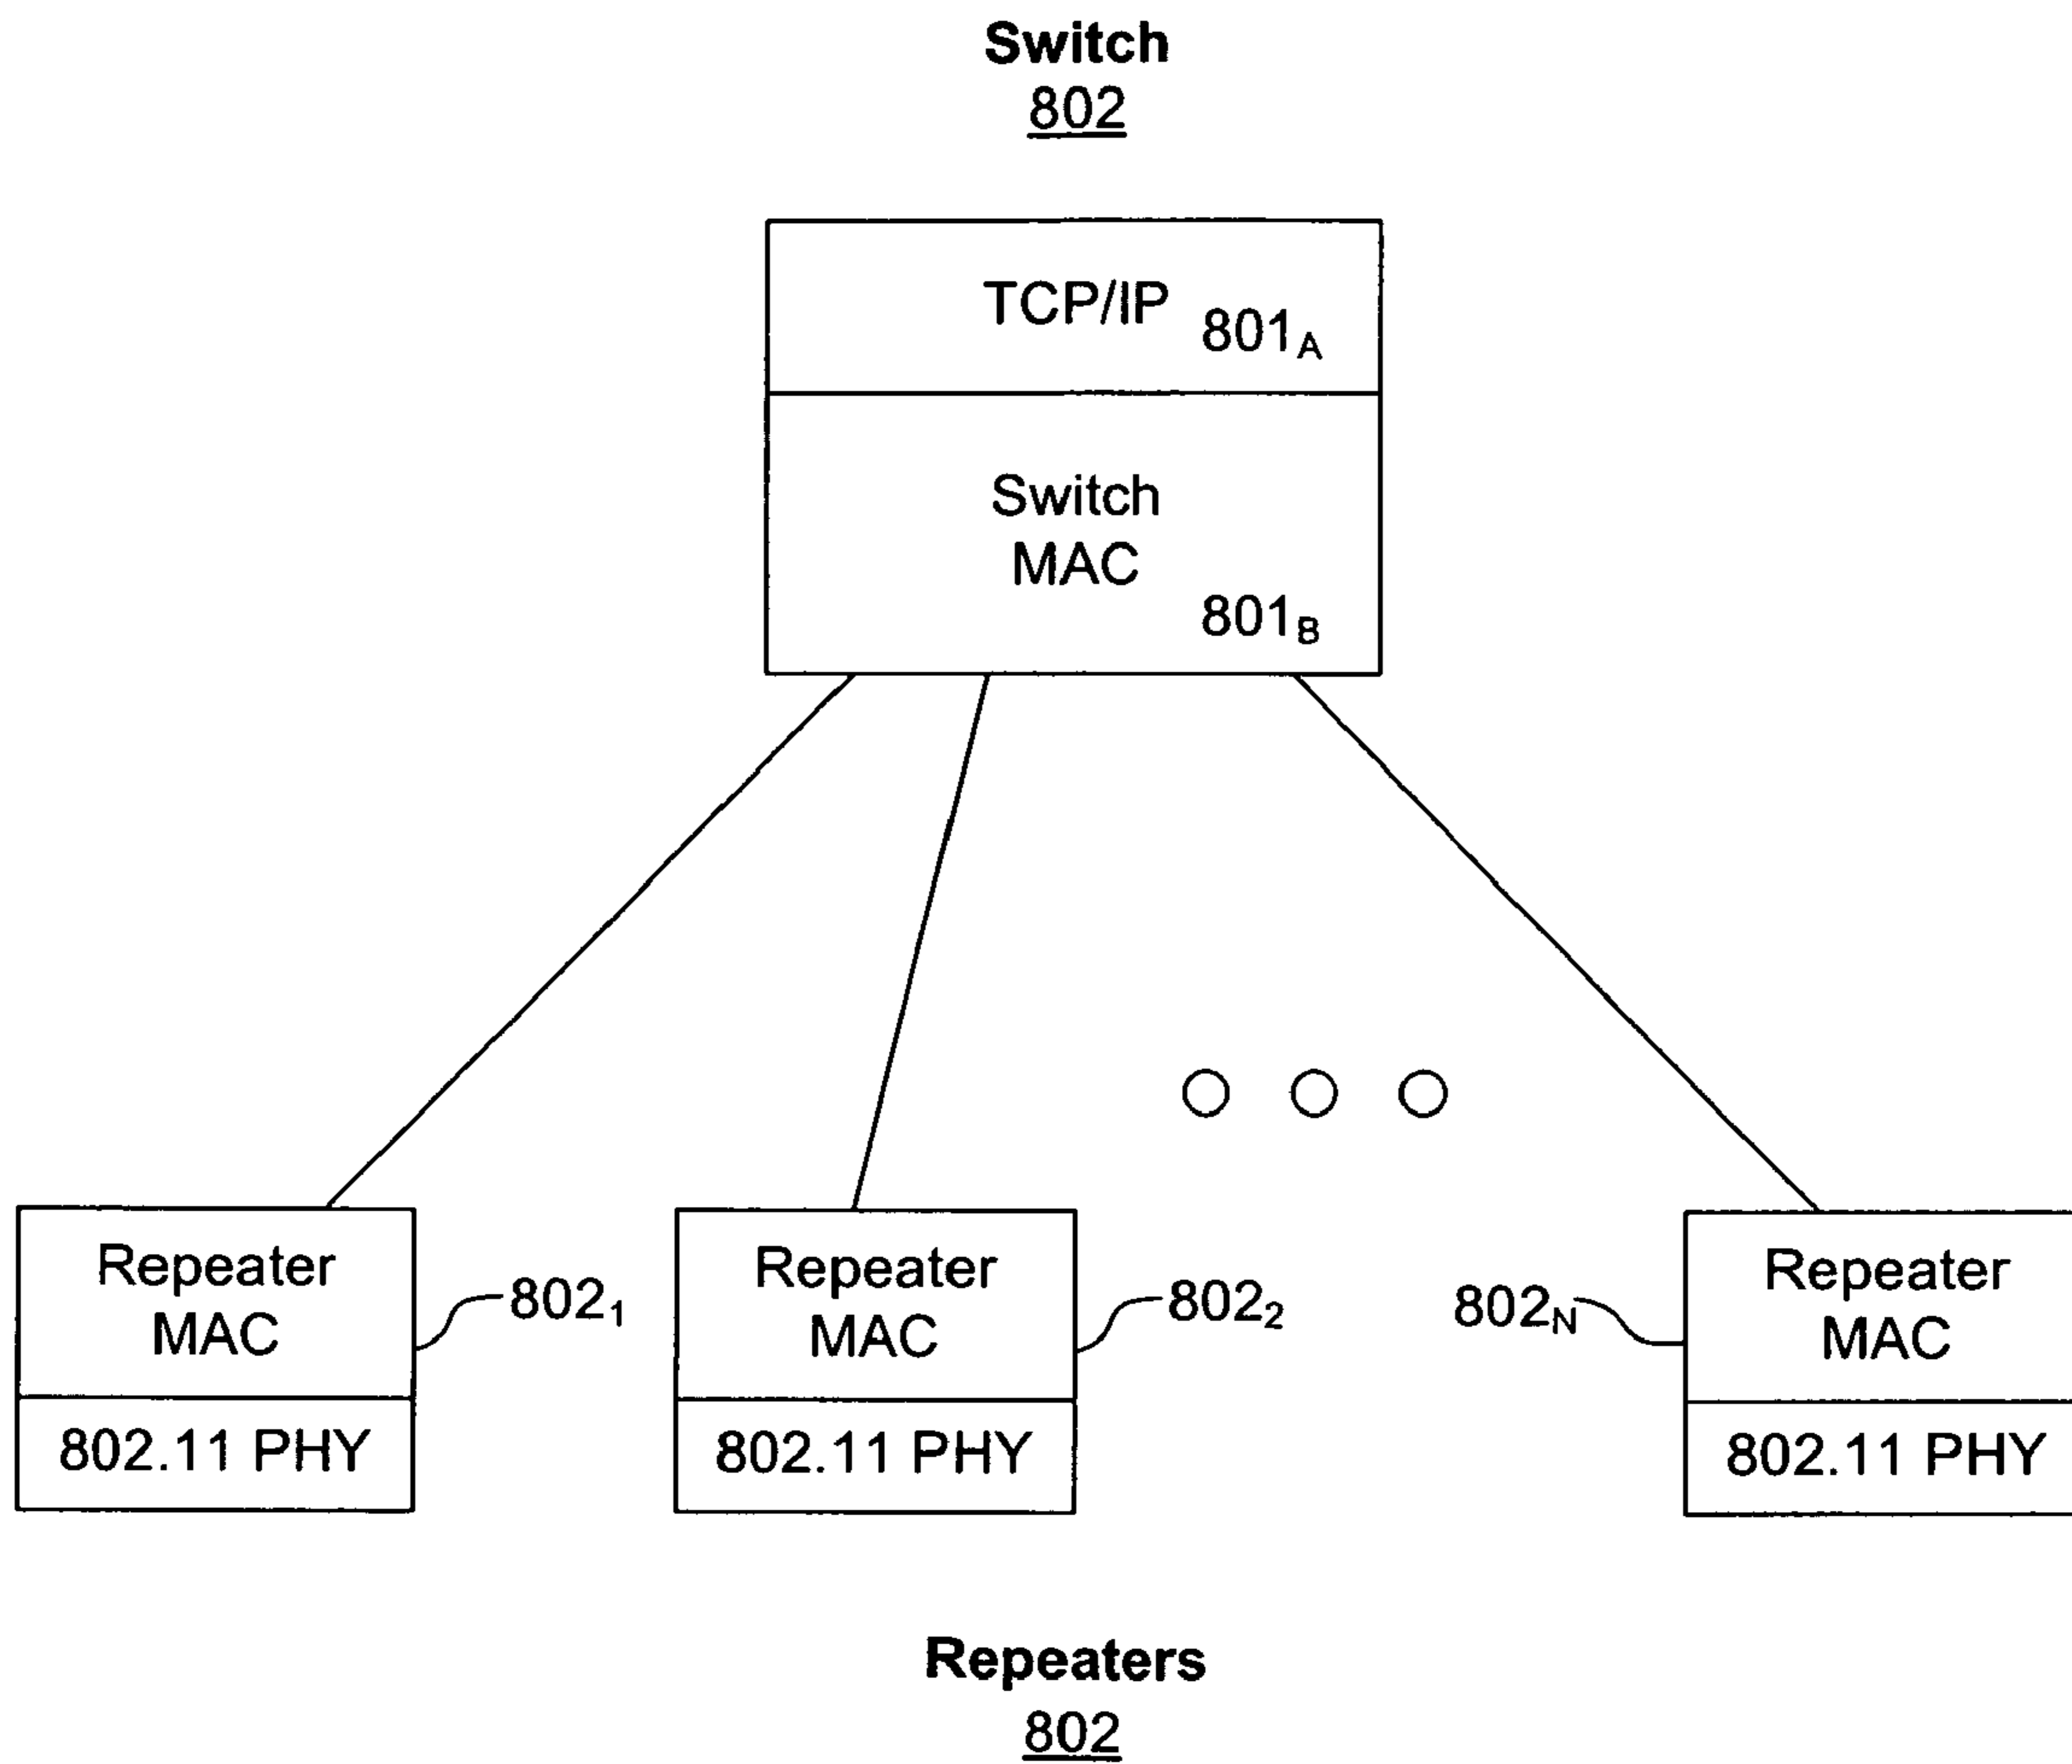 Switch
802
TCP/IP 801A
Switch
MAC
801B
Repeater
MAC
8021
Repeater
MAC
8022
802N
Repeater
MAC
802.11 PHY
802.11 PHY
802.11 PHY
Repeaters
802